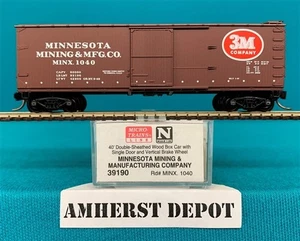 MINNESOTA
MINING & MFG. CO.
MINX. 1040
3M
COMPANY
MICRO-
TRAINS
LINE
N
40' Double-Sheathed Wood Box Car with
Single Door and Vertical Brake Wheel
MINNESOTA MINING &
MANUFACTURING COMPANY
39190
Rd# MINX. 1040
AMHERST DEPOT